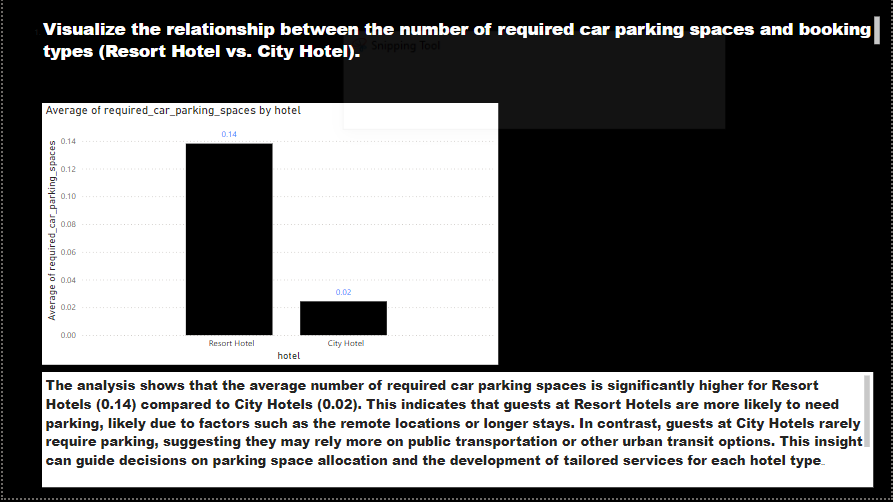 Visualize the relationship between the number of required car parking spaces and booking
types (Resort Hotel vs. City Hotel).
Snipping Tool
Average of required_car_parking_spaces by hotel
Average of required_car_parking_spaces
0.14
0.12
0.10
0.08
0.06
0.04
0.02
0.00
0.14
0.02
Resort Hotel
City Hotel
hotel
The analysis shows that the average number of required car parking spaces is significantly higher for Resort
Hotels (0.14) compared to City Hotels (0.02). This indicates that guests at Resort Hotels are more likely to need
parking, likely due to factors such as the remote locations or longer stays. In contrast, guests at City Hotels rarely
require parking, suggesting they may rely more on public transportation or other urban transit options. This insight
can guide decisions on parking space allocation and the development of tailored services for each hotel type.